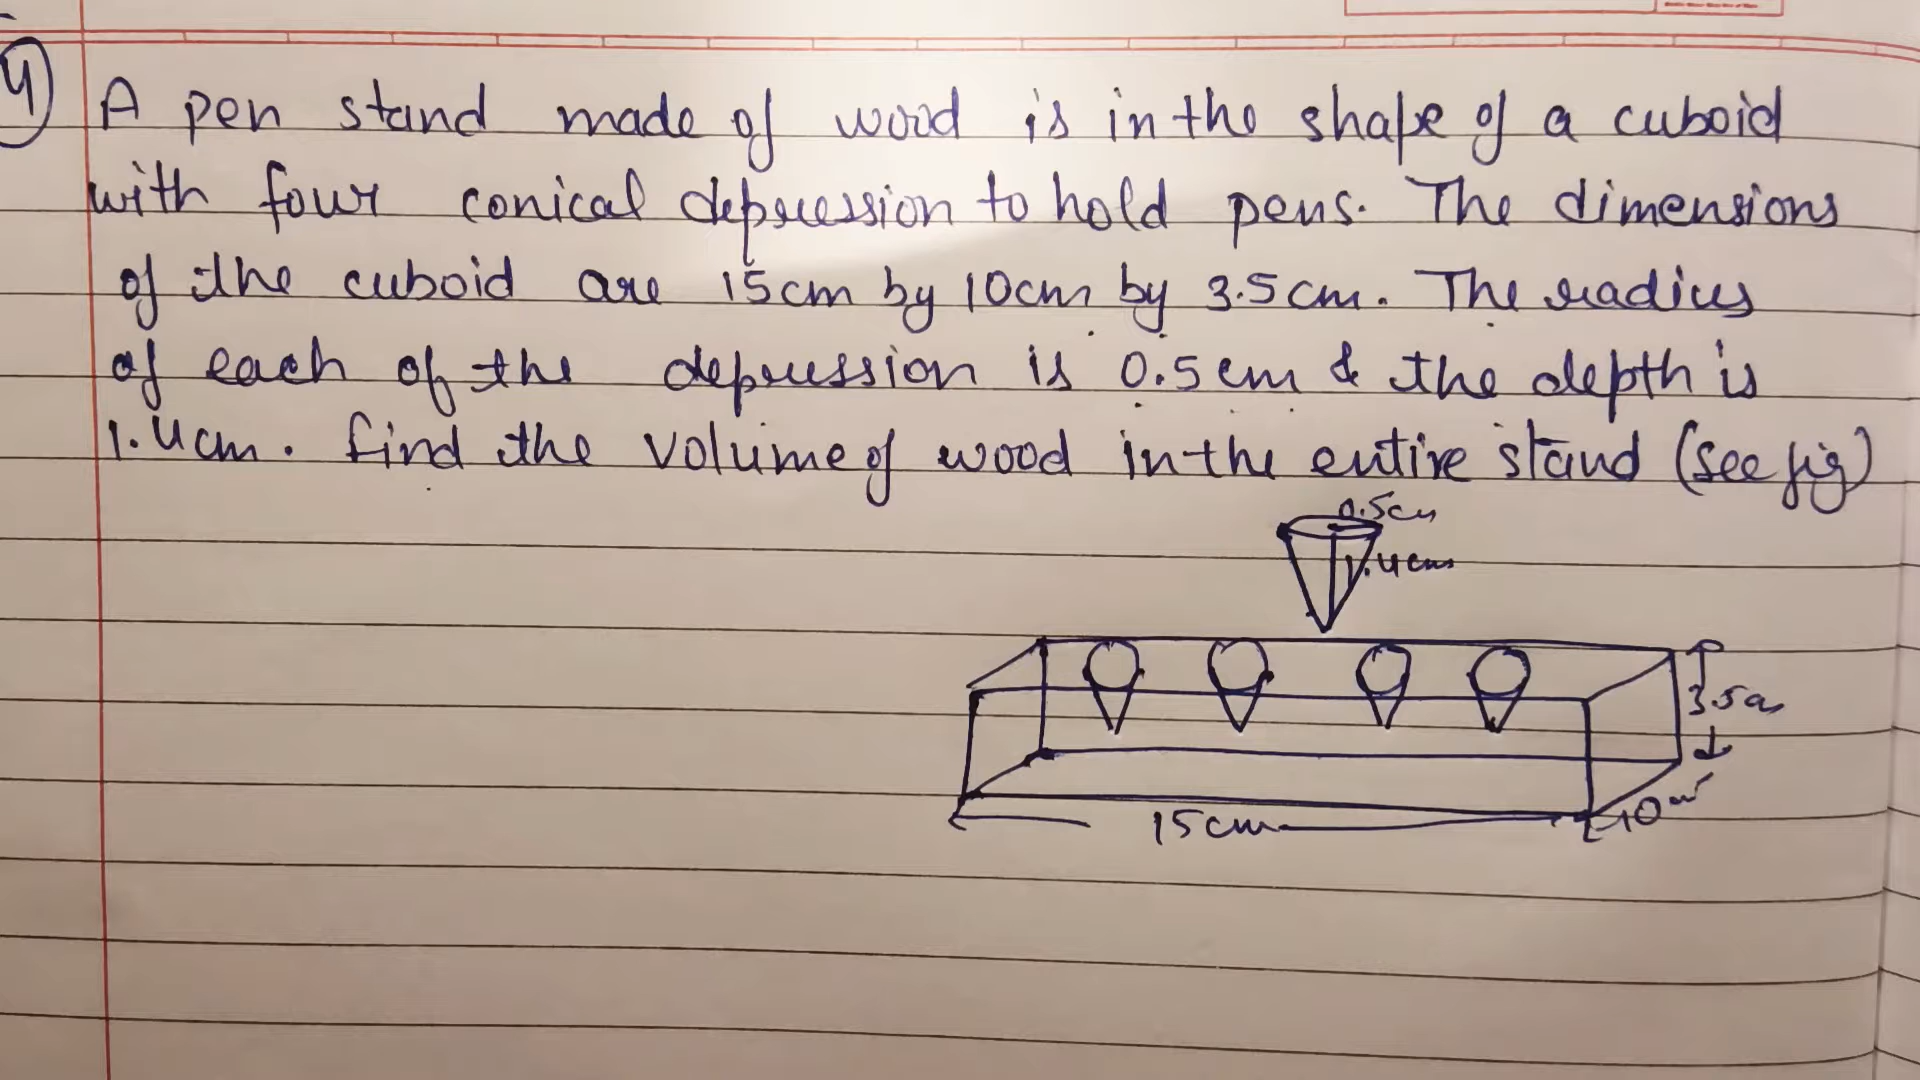 4) A pen stand made of wood is in the shape of a cuboid
with four conical depression to hold pens. The dimensions
of the cuboid are 15cm by 10cm by 3.5cm. The radius
of each of the depression is 0.5cm & the depth is
1.4cm. find the volume of wood in the entire stand (see fig)
0.5cm
1.4cm
3.5cm
10cm
15cm